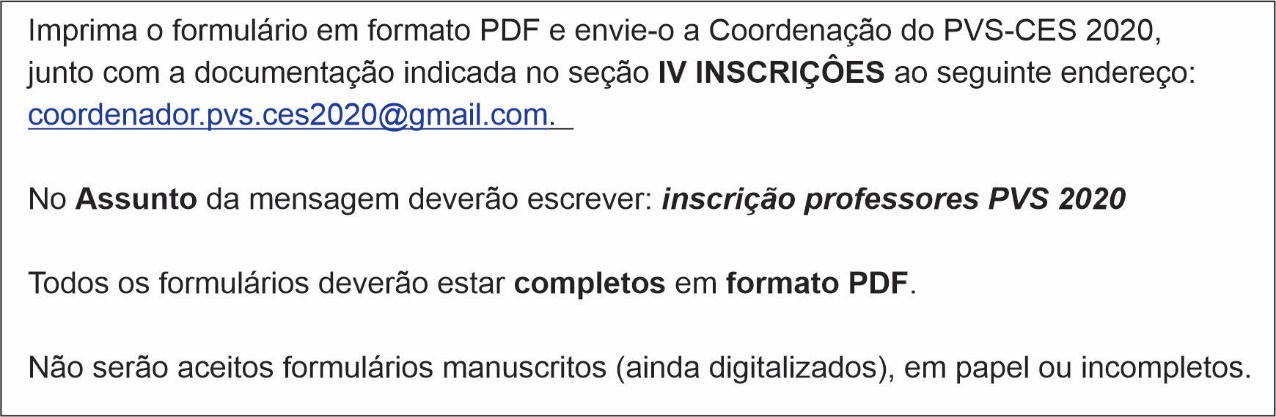 Imprima o formulário em formato PDF e envie-o a Coordenação do PVS-CES 2020,
junto com a documentação indicada no seção IV INSCRIÇÔES ao seguinte endereço:
coordenador.pvs.ces2020@gmail.com.
No Assunto da mensagem deverão escrever: inscrição professores PVS 2020
Todos os formulários deverão estar completos em formato PDF.
Não serão aceitos formulários manuscritos (ainda digitalizados), em papel ou incompletos.